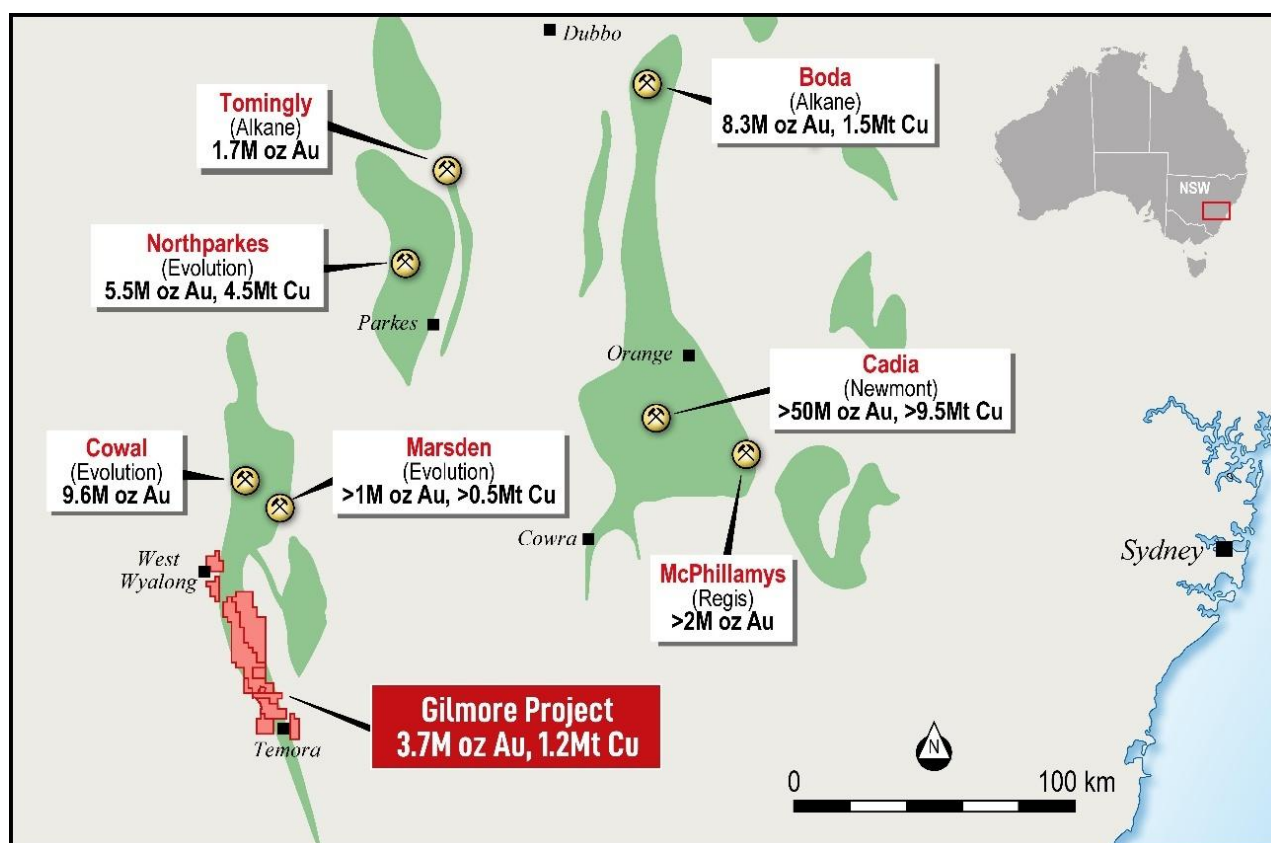 Dubbo
Tomingly
(Alkane)
1.7M oz Au
Boda
(Alkane)
8.3M oz Au, 1.5Mt Cu
NSW
Northparkes
(Evolution)
5.5M oz Au, 4.5Mt Cu
Parkes
Orange
Cadia
(Newmont)
>50M oz Au, >9.5Mt Cu
Cowal
(Evolution)
9.6M oz Au
Marsden
(Evolution)
>1M oz Au, >0.5Mt Cu
Cowra
Sydney
West
Wyalong
McPhillamys
(Regis)
>2M oz Au
Gilmore Project
3.7M oz Au, 1.2Mt Cu
Temora
N
0 100 km